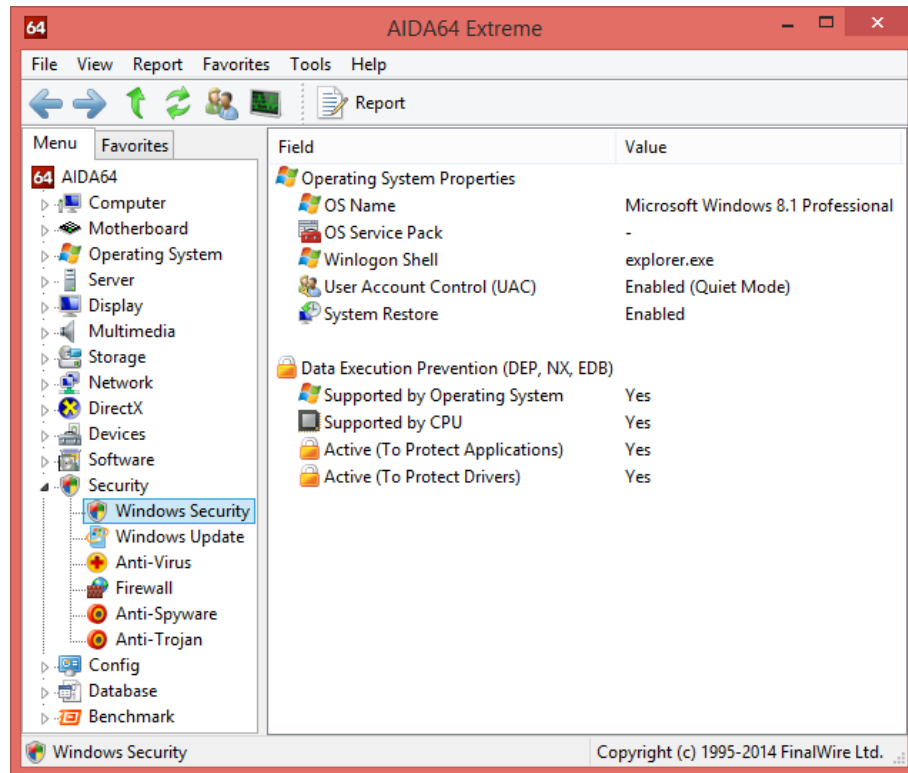 64 AIDA64 Extreme
File View Report Favorites Tools Help
Report
Menu Favorites
64 AIDA64
Computer
Motherboard
Operating System
Server
Display
Multimedia
Storage
Network
DirectX
Devices
Software
Security
Windows Security
Windows Update
Anti-Virus
Firewall
Anti-Spyware
Anti-Trojan
Config
Database
Benchmark
Field Value
Operating System Properties
OS Name Microsoft Windows 8.1 Professional
OS Service Pack -
Winlogon Shell explorer.exe
User Account Control (UAC) Enabled (Quiet Mode)
System Restore Enabled
Data Execution Prevention (DEP, NX, EDB)
Supported by Operating System Yes
Supported by CPU Yes
Active (To Protect Applications) Yes
Active (To Protect Drivers) Yes
Windows Security Copyright (c) 1995-2014 FinalWire Ltd.